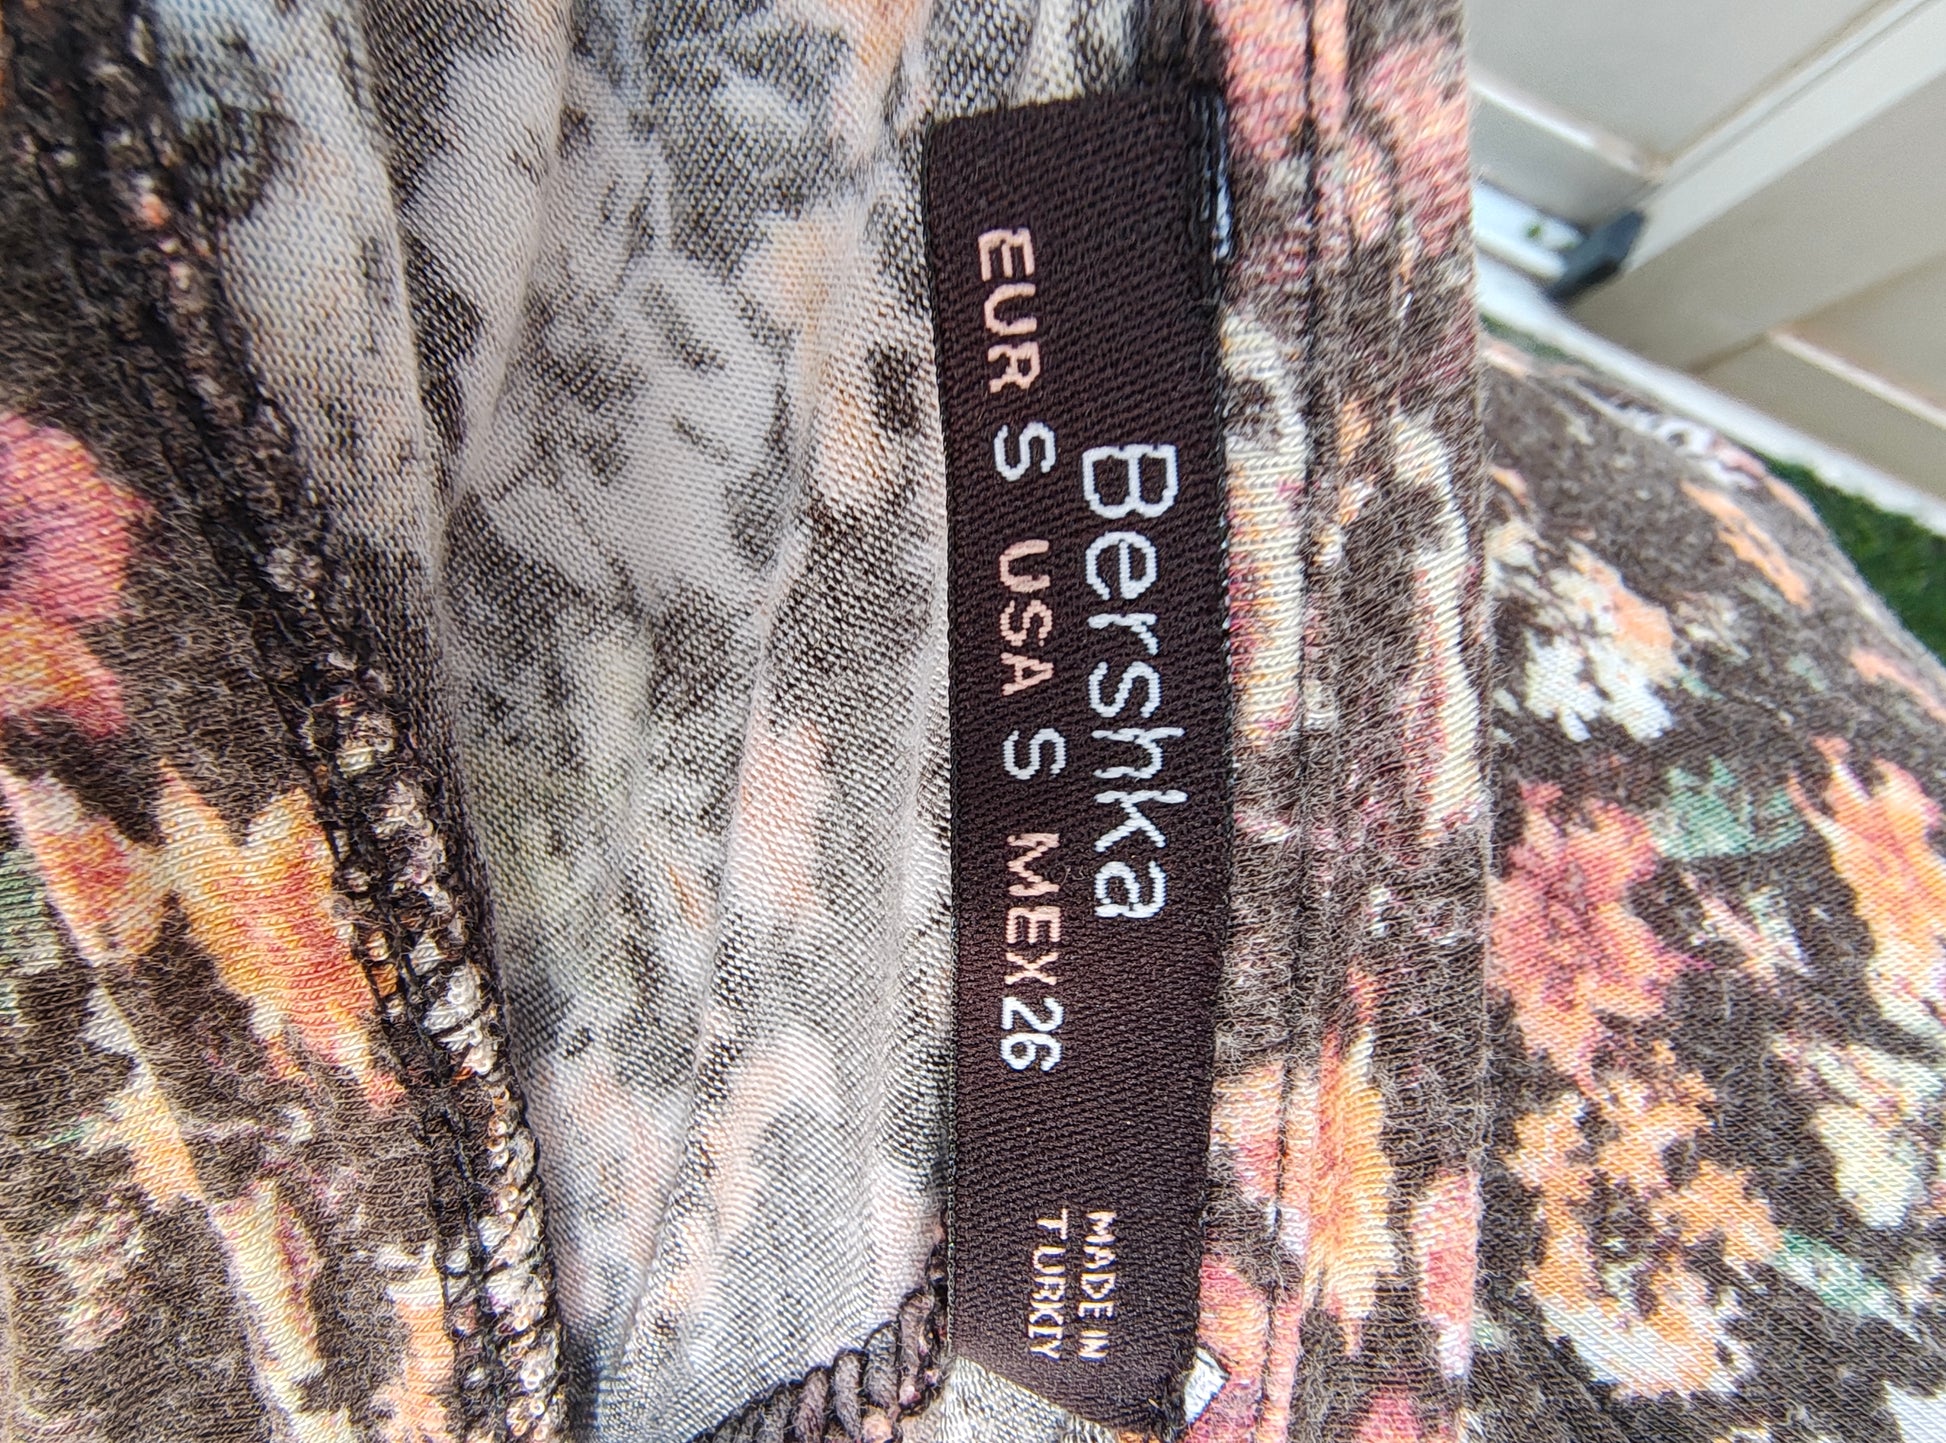 Bershka
EUR S USA S MEX 26
MADE IN
TURKEY